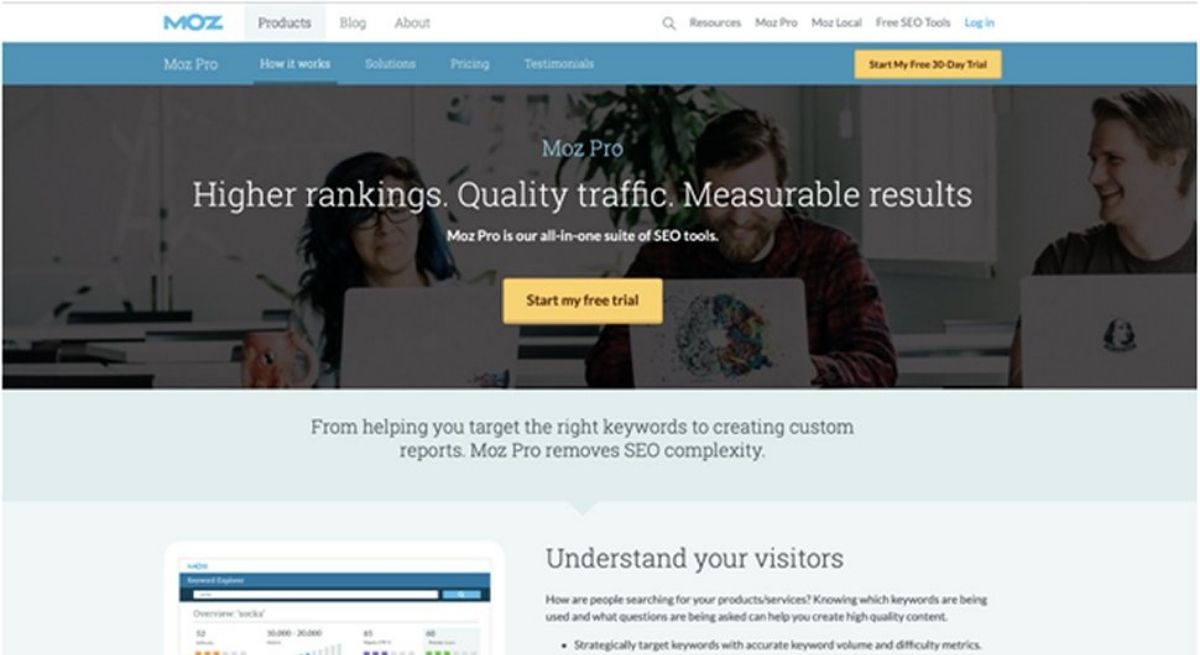 MOZ
Products
Blog
About
Resources
Moz Pro
Moz Local
Free SEO Tools
Log in
Moz Pro
How it works
Solutions
Pricing
Testimonials
Start My Free 30-Day Trial
Moz Pro
Higher rankings. Quality traffic. Measurable results
Moz Pro is our all-in-one suite of SEO tools.
Start my free trial
From helping you target the right keywords to creating custom
reports. Moz Pro removes SEO complexity.
MOZ
Keyword Explorer
Overview: 'socks'
52
30,000 - 20,000
85
88
Understand your visitors
How are people searching for your products/services? Knowing which keywords are being
used and what questions are being asked can help you create high quality content.
• Strategically target keywords with accurate keyword volume and difficulty metrics.